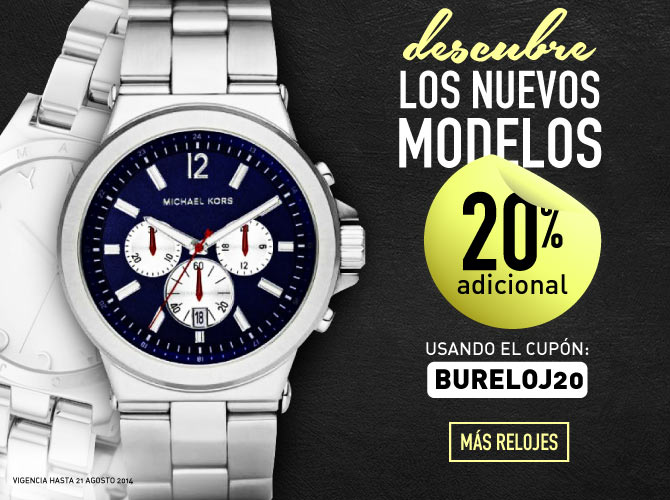 descubre
LOS NUEVOS
MODELOS
20%
adicional
USANDO EL CUPÓN:
BURELOJ20
MÁS RELOJES
MICHAEL KORS
18
VIGENCIA HASTA 21 AGOSTO 2014